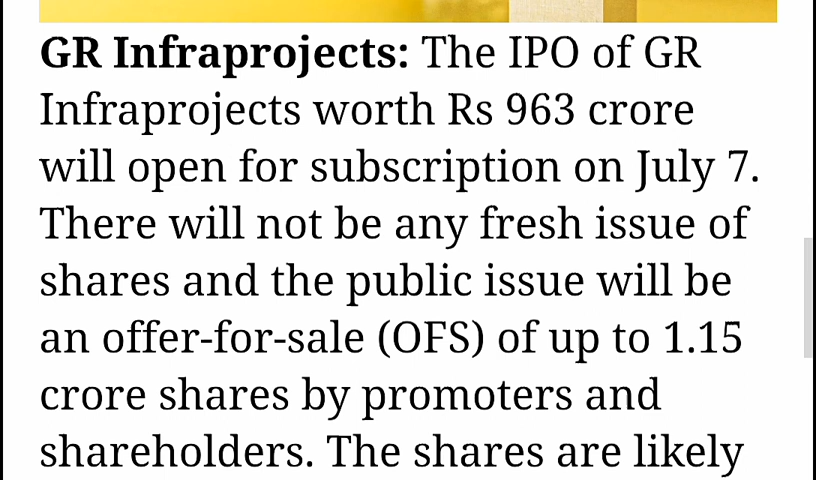 GR Infraprojects: The IPO of GR
Infraprojects worth Rs 963 crore
will open for subscription on July 7.
There will not be any fresh issue of
shares and the public issue will be
an offer-for-sale (OFS) of up to 1.15
crore shares by promoters and
shareholders. The shares are likely